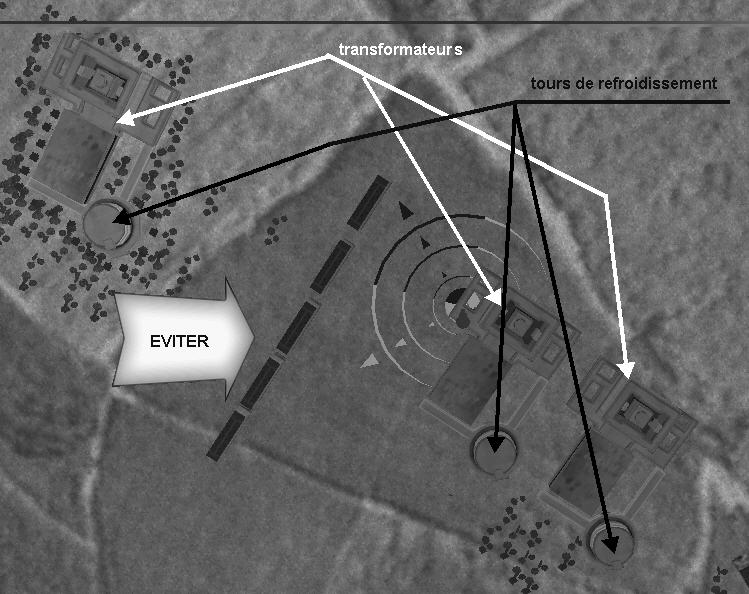 transformateurs
tours de refroidissement
EVITER